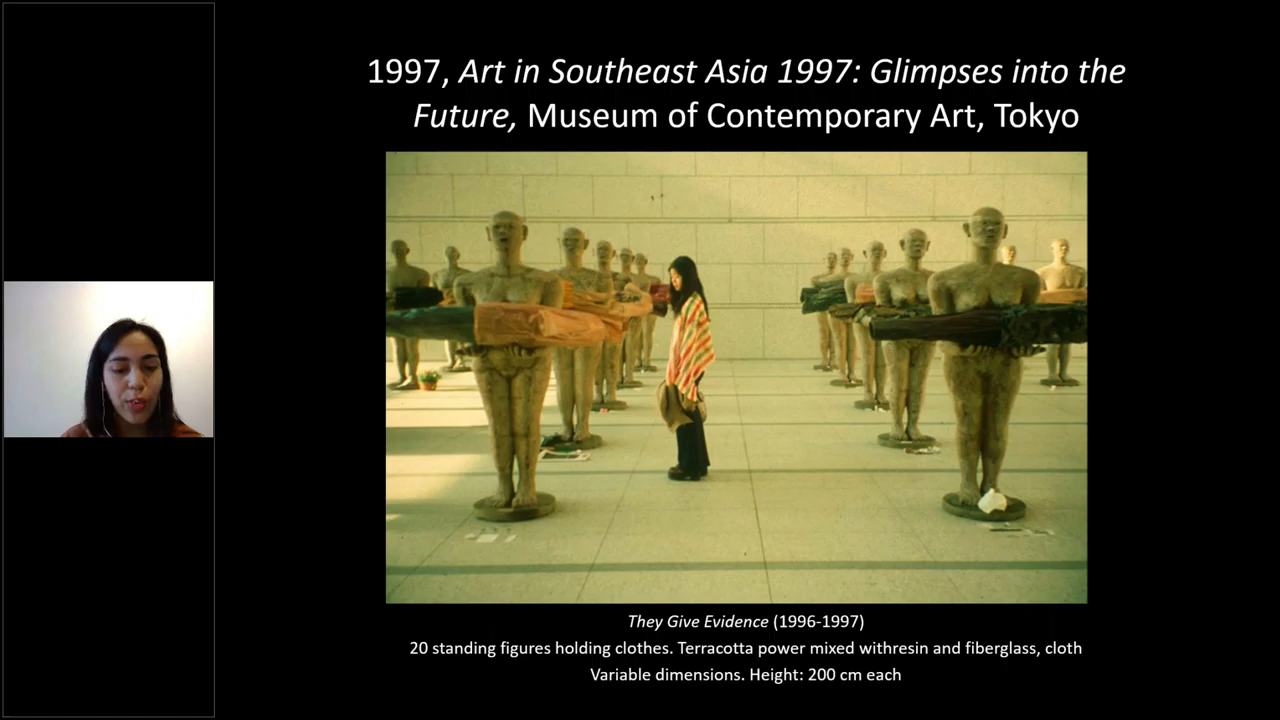 1997, Art in Southeast Asia 1997: Glimpses into the
Future, Museum of Contemporary Art, Tokyo
They Give Evidence (1996-1997)
20 standing figures holding clothes. Terracotta power mixed withresin and fiberglass, cloth
Variable dimensions. Height: 200 cm each